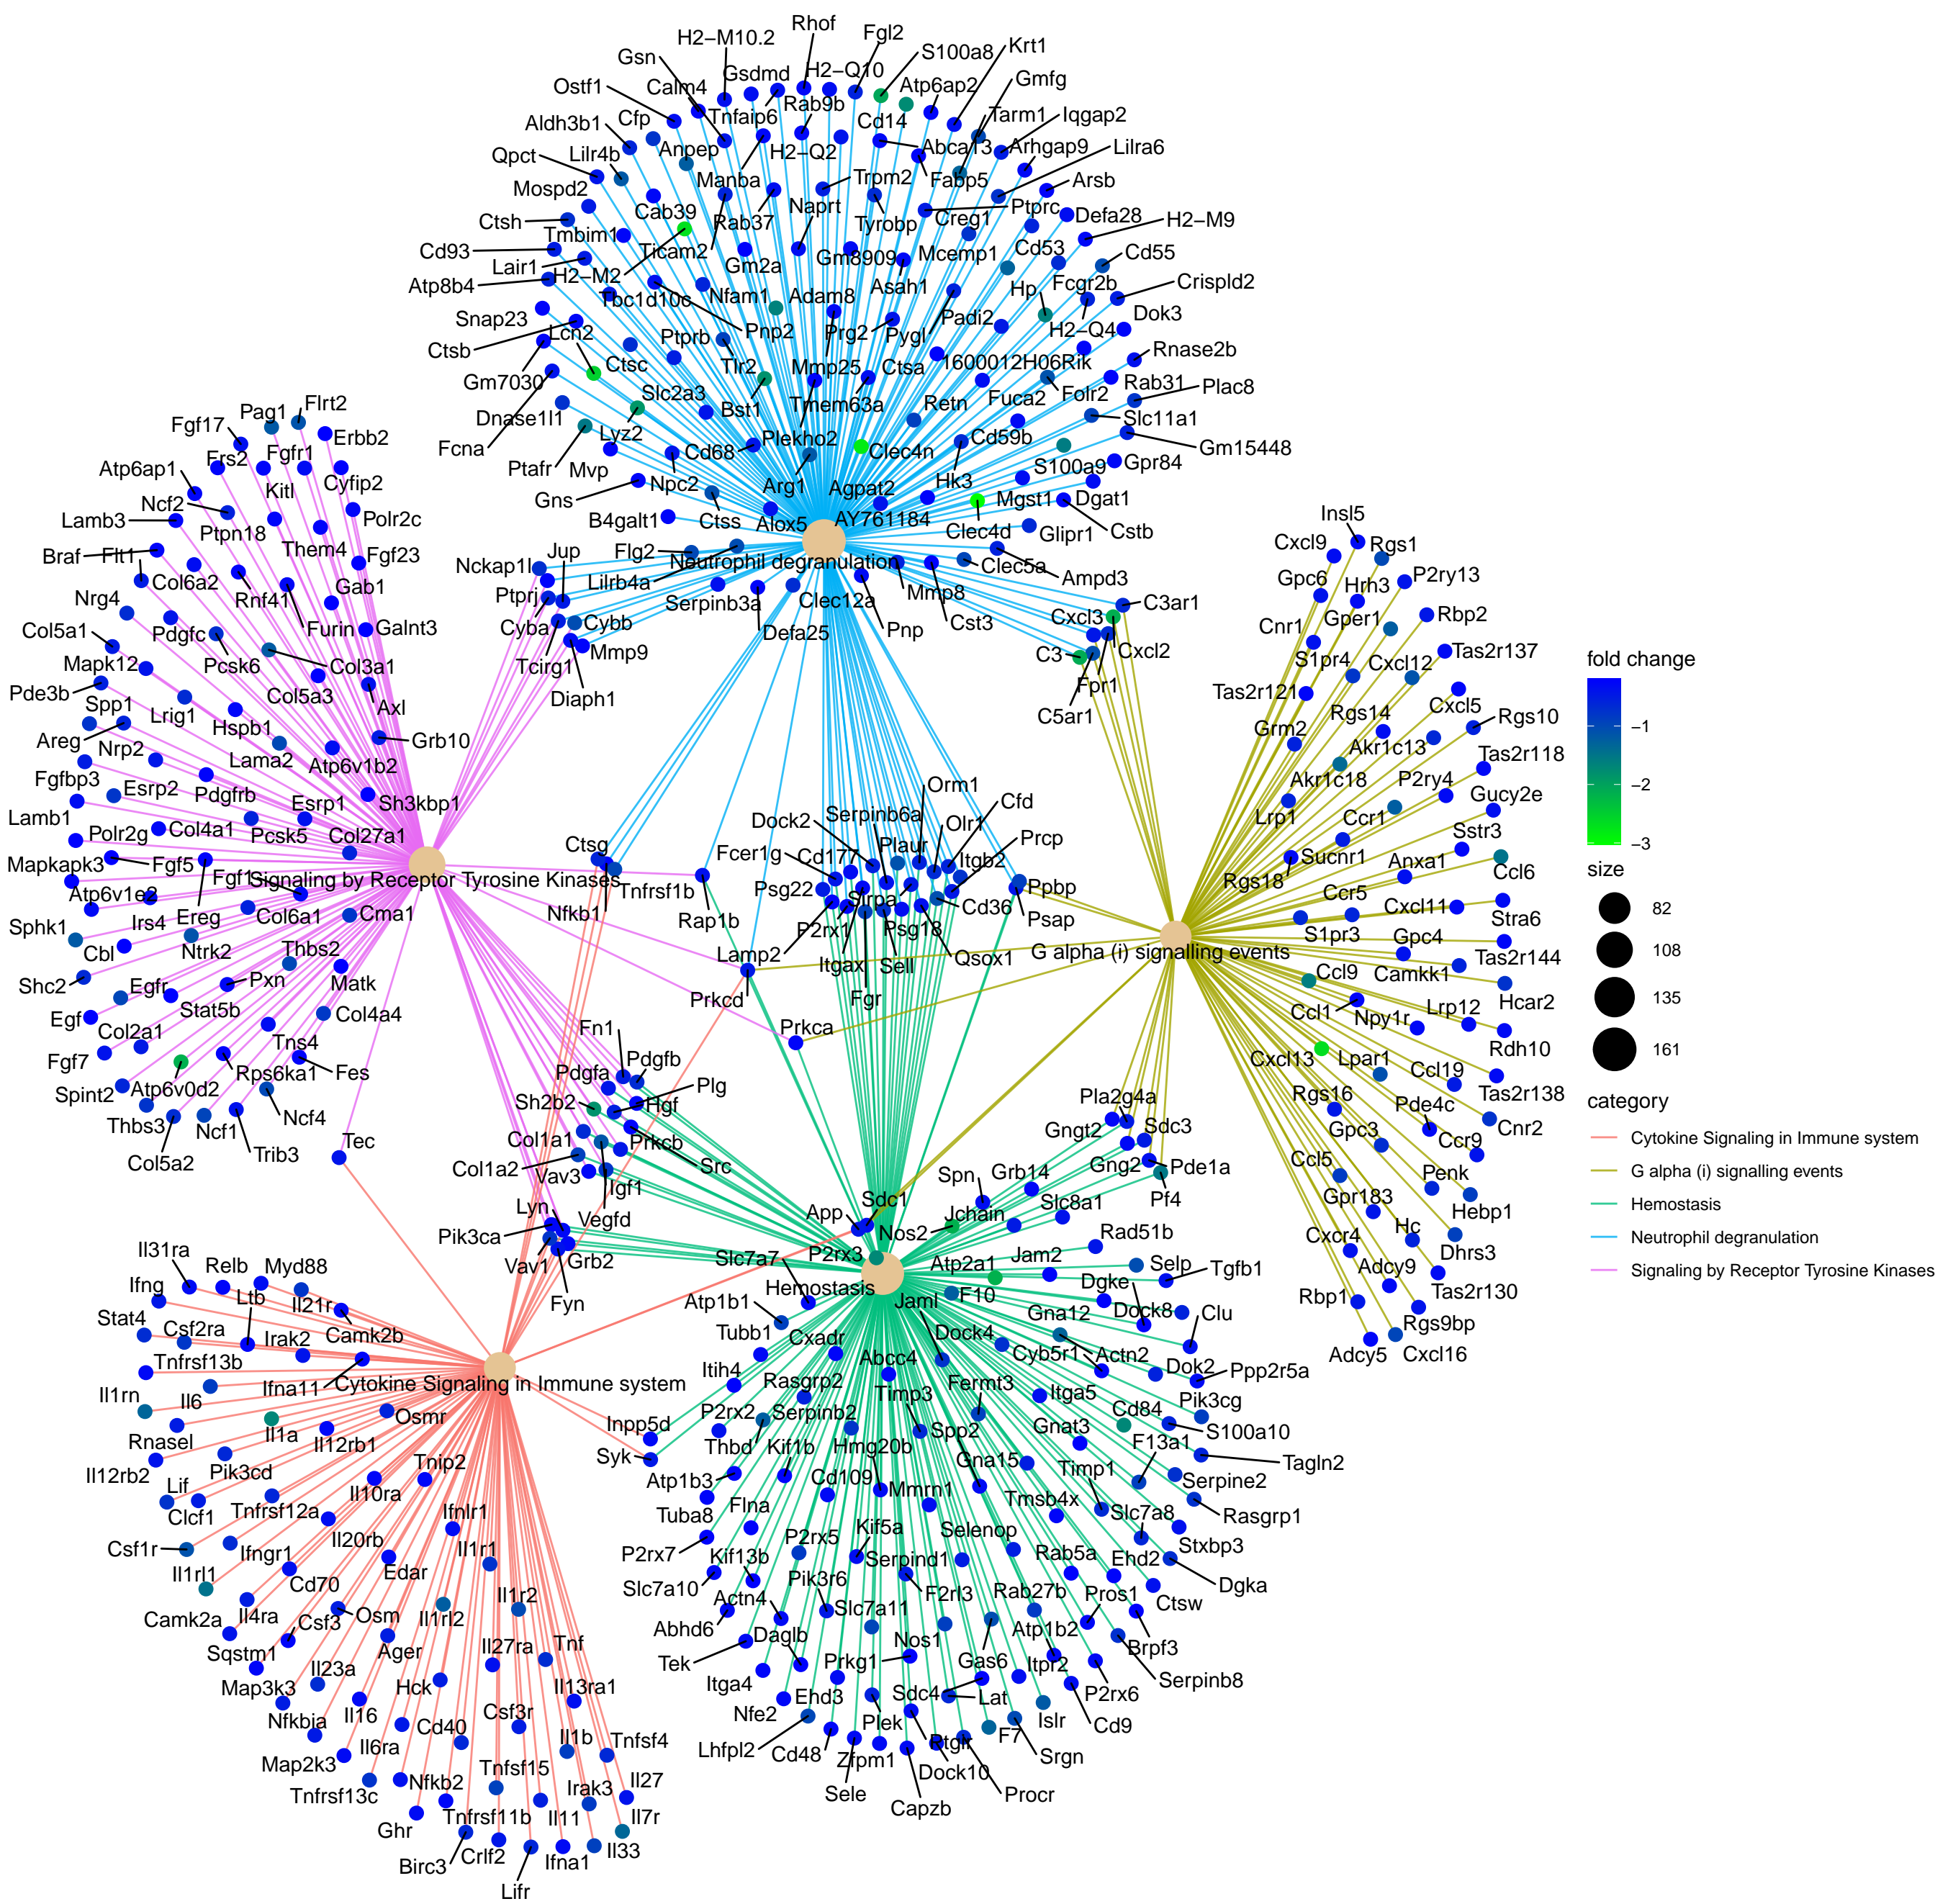 Rhof
H2−M10.2
Fgl2
Gsn
S100a8
Krt1
Gsdmd
H2−Q10
Ostf1
Calm4
Atp6ap2
Gmfg
Rab9b
Tnfaip6
Cfp
Aldh3b1
Cd14
Tarm1
Iqgap2
Qpct
Lilr4b
Anpep
H2−Q2
Abca13
Arhgap9
Lilra6
Mospd2
Manba
Trpm2
Fabp5
Arsb
Ctsh
Cab39
Rab37
Naprt
Tyrobp
Creg1
Ptprc
Defa28
H2−M9
Tmbim1
Ticam2
Cd93
Lair1
H2−M2
Gm2a
Gm8909
Mcemp1
Cd53
Cd55
Atp8b4
Tbc1d10c
Nfam1
Adam8
Asah1
Hp
Fcgr2b
Crispld2
Snap23
Lcn2
Ptprb
Pnp2
Prg2
Pygl
Padi2
H2−Q4
Dok3
Ctsb
Ctsc
Tlr2
Mmp25
Ctsa
1600012H06Rik
Rnase2b
Gm7030
Slc2a3
Bst1
Tmem63a
Retn
Fuca2
Folr2
Rab31
Plac8
Dnase1l1
Slc11a1
Fcna
Lyz2
Cd68
Plekho2
Clec4n
Cd59b
Gm15448
Ptafr
Mvp
S100a9
Gpr84
Gns
Npc2
Arg1
Agpat2
Hk3
Mgst1
Dgat1
B4galt1
Ctss
Alox5
AY761184
Clec4d
Cstb
Glipr1
Flg2
Neutrophil degranulation
Clec5a
Ampd3
Nckap1l
Jup
Lilrb4a
Serpinb3a
Clec12a
Mmp8
Ptprj
Cyba
Cybb
Defa25
Pnp
Cst3
C3ar1
Cxcl3
Tcirg1
Mmp9
C3
Cxcl2
Diaph1
Fpr1
C5ar1
Flrt2
Pag1
Fgf17
Erbb2
Frs2
Fgfr1
Atp6ap1
Kitl
Cyfip2
Ncf2
Lamb3
Ptpn18
Polr2c
Them4
Braf
Flt1
Fgf23
Col6a2
Rnf41
Gab1
Nrg4
Pdgfc
Furin
Galnt3
Col5a1
Pcsk6
Col3a1
Mapk12
Pde3b
Col5a3
Spp1
Lrig1
Axl
Areg
Hspb1
Grb10
Nrp2
Lama2
Atp6v1b2
Fgfbp3
Esrp2
Pdgfrb
Esrp1
Sh3kbp1
Lamb1
Polr2g
Col4a1
Pcsk5
Col27a1
Mapkapk3
Fgf5
Fgf1
Signaling by Receptor Tyrosine Kinases
Atp6v1e2
Irs4
Ereg
Col6a1
Cma1
Sphk1
Cbl
Ntrk2
Thbs2
Shc2
Egfr
Pxn
Matk
Egf
Stat5b
Col4a4
Col2a1
Fgf7
Tns4
Atp6v0d2
Rps6ka1
Fes
Spint2
Thbs3
Ncf1
Ncf4
Col5a2
Trib3
Tec
Ctsg
Tnfrsf1b
Nfkb1
Rap1b
Dock2
Serpinb6a
Orm1
Cfd
Fcer1g
Cd177
Plaur
Olr1
Prcp
Psg22
Sirpa
Itgb2
Ppbp
Cd36
Psap
P2rx1
Psg18
Lamp2
Itgax
Sell
Qsox1
Prkcd
Fgr
Prkca
G alpha (i) signalling events
Insl5
Cxcl9
Rgs1
Gpc6
Hrh3
P2ry13
Cnr1
Gper1
Rbp2
S1pr4
Cxcl12
Tas2r137
Tas2r121
Cxcl5
Rgs14
Rgs10
Grm2
Akr1c13
Tas2r118
Akr1c18
P2ry4
Gucy2e
Lrp1
Ccr1
Sstr3
Sucnr1
Anxa1
Rgs18
Ccl6
Ccr5
Cxcl11
Stra6
S1pr3
Gpc4
Tas2r144
Ccl9
Camkk1
Hcar2
Ccl1
Npy1r
Lrp12
Rdh10
Cxcl13
Lpar1
Ccl19
Tas2r138
Rgs16
Pde4c
Cnr2
Gpc3
Ccr9
Ccl5
Penk
Gpr183
Hebp1
Cxcr4
Hc
Dhrs3
Adcy9
Tas2r130
Rbp1
Rgs9bp
Adcy5
Cxcl16
Fn1
Pdgfa
Pdgfb
Plg
Sh2b2
Hgf
Col1a1
Prkcb
Col1a2
Src
Vav3
Igf1
Vegfd
Lyn
Pik3ca
Vav1
Grb2
Fyn
Pla2g4a
Gngt2
Sdc3
Gng2
Pde1a
Pf4
Spn
Grb14
Sdc1
Jchain
Slc8a1
App
Nos2
Rad51b
P2rx3
Slc7a7
Atp2a1
Jam2
Selp
Tgfb1
Hemostasis
Dgke
Jaml
F10
Gna12
Dock8
Clu
Atp1b1
Tubb1
Cxadr
Dock4
Cyb5r1
Actn2
Dok2
Ppp2r5a
Abcc4
Itih4
Rasgrp2
Timp3
Fermt3
Itga5
Pik3cg
P2rx2
Serpinb2
Cd84
S100a10
Inpp5d
Thbd
Kif1b
Hmg20b
Spp2
Gnat3
F13a1
Tagln2
Syk
Atp1b3
Cd109
Mmrn1
Gna15
Timp1
Serpine2
Tuba8
Flna
Tmsb4x
Slc7a8
Rasgrp1
P2rx7
P2rx5
Kif5a
Selenop
Stxbp3
Kif13b
Serpind1
Rab5a
Ehd2
Dgka
Slc7a10
Pik3r6
F2rl3
Rab27b
Pros1
Ctsw
Actn4
Abhd6
Slc7a11
Atp1b2
Brpf3
Tek
Daglb
Nos1
Serpinb8
Itga4
Prkg1
Gas6
Itpr2
P2rx6
Nfe2
Ehd3
Sdc4
Lat
Islr
Cd9
Lhfpl2
Plek
F7
Cd48
Zfpm1
Ptgir
Srgn
Sele
Dock10
Procr
Capzb
Il31ra
Relb
Myd88
Ifng
Ltb
Il21r
Stat4
Csf2ra
Irak2
Camk2b
Tnfrsf13b
Il1rn
Il6
Ifna11
Cytokine Signaling in Immune system
Rnasel
Il1a
Il12rb1
Osmr
Il12rb2
Pik3cd
Tnip2
Lif
Clcf1
Tnfrsf12a
Il10ra
Csf1r
Ifngr1
Il20rb
Ifnlr1
Il1r1
Il1rl1
Cd70
Edar
Il1r2
Camk2a
Il4ra
Csf3
Osm
Il1rl2
Sqstm1
Ager
Il27ra
Tnf
Map3k3
Il23a
Hck
Il13ra1
Nfkbia
Il16
Csf3r
Cd40
Map2k3
Il6ra
Il1b
Tnfsf4
Tnfrsf13c
Nfkb2
Tnfsf15
Irak3
Il27
Ghr
Tnfrsf11b
Il11
Il7r
Birc3
Crlf2
Ifna1
Il33
Lifr
fold change
−1
−2
−3
size
82
108
135
161
category
Cytokine Signaling in Immune system
G alpha (i) signalling events
Hemostasis
Neutrophil degranulation
Signaling by Receptor Tyrosine Kinases